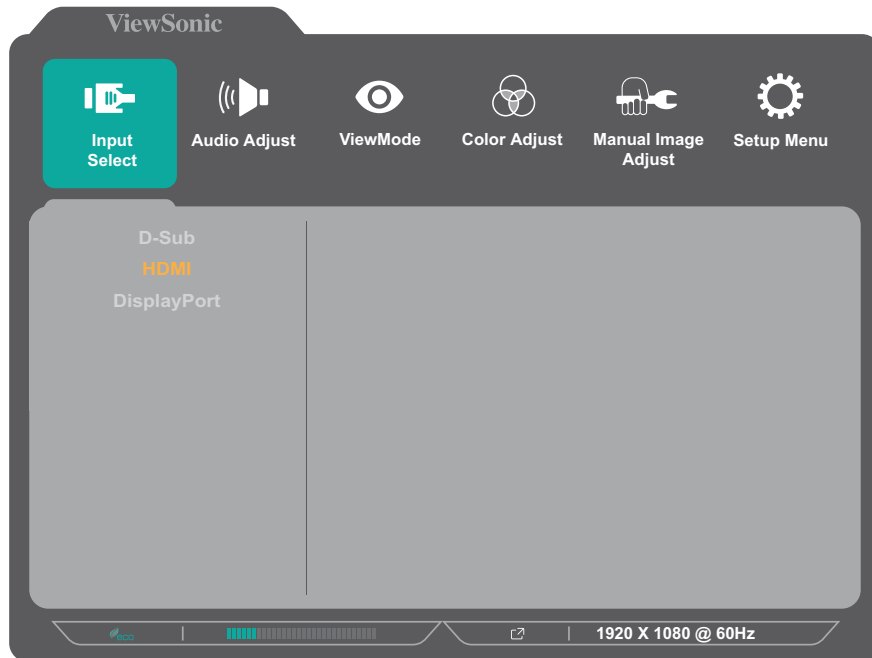 ViewSonic
Input
Select
Audio Adjust
ViewMode
Color Adjust
Manual Image
Adjust
Setup Menu
D-Sub
HDMI
DisplayPort
eco
1920 X 1080 @ 60Hz